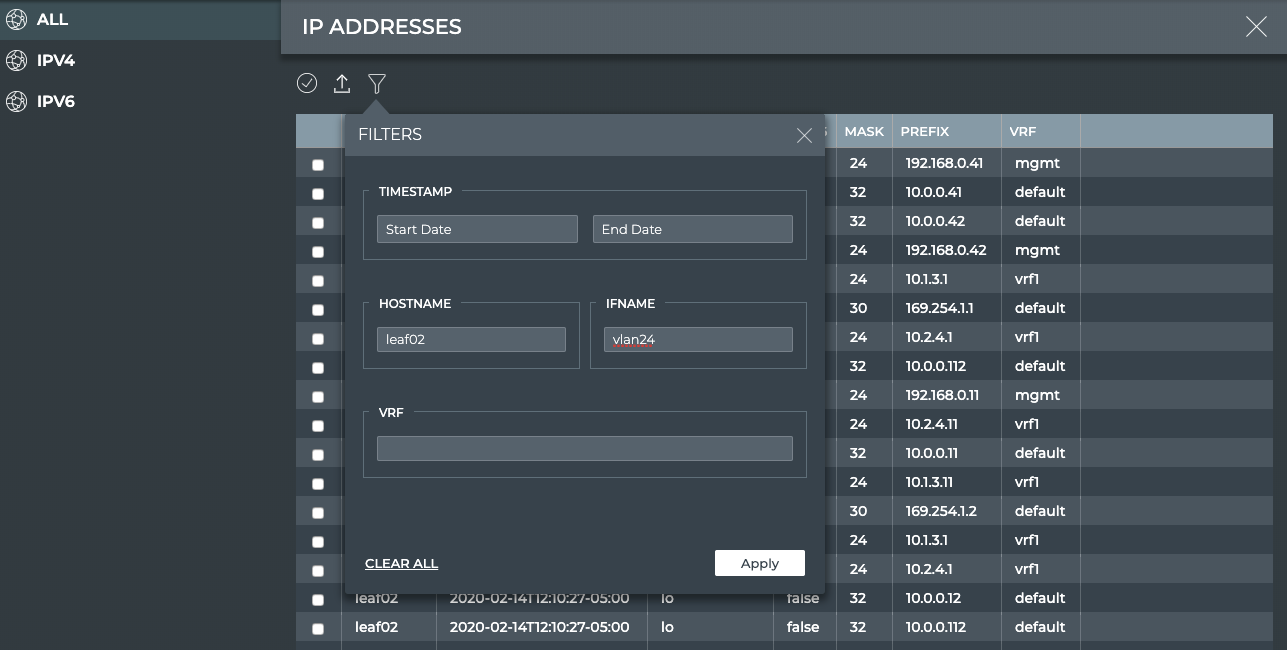 ALL
IPV4
IPV6
IP ADDRESSES
FILTERS
TIMESTAMP
Start Date
End Date
HOSTNAME
leaf02
IFNAME
vlan24
VRF
CLEAR ALL
Apply
MASK PREFIX VRF
24 192.168.0.41 mgmt
32 10.0.0.41 default
32 10.0.0.42 default
24 192.168.0.42 mgmt
24 10.1.3.1 vrf1
30 169.254.1.1 default
24 10.2.4.1 vrf1
32 10.0.0.112 default
24 192.168.0.11 mgmt
24 10.2.4.11 vrf1
32 10.0.0.11 default
24 10.1.3.11 vrf1
30 169.254.1.2 default
24 10.1.3.1 vrf1
24 10.2.4.1 vrf1
leaf02 2020-02-14T12:10:27-05:00 lo false 32 10.0.0.12 default
leaf02 2020-02-14T12:10:27-05:00 lo false 32 10.0.0.112 default